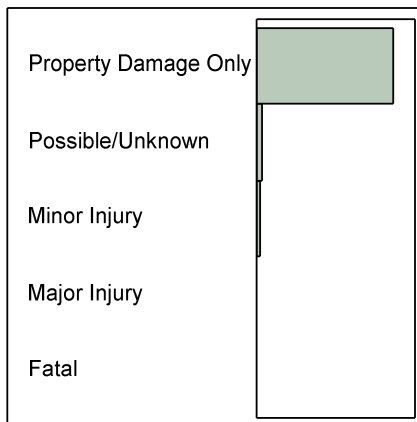 Property Damage Only
Possible/Unknown
Minor Injury
Major Injury
Fatal